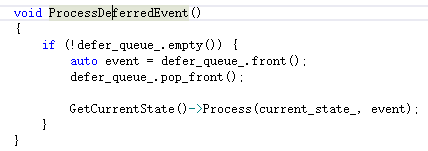 void ProcessDeferredEvent()
{
    if (!defer_queue_.empty()) {
        auto event = defer_queue_.front();
        defer_queue_.pop_front();

        GetCurrentState()->Process(current_state_, event);
    }
}